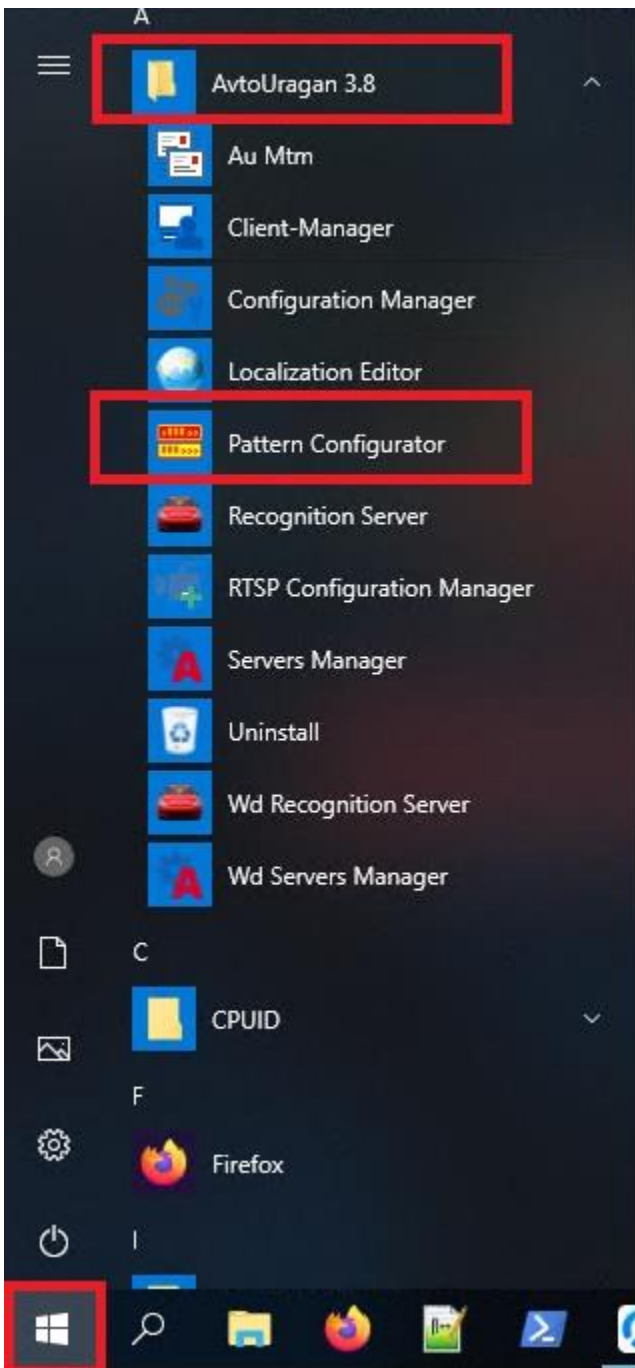 A
AvtoUragan 3.8
Au Mtm
Client-Manager
Configuration Manager
Localization Editor
Pattern Configurator
Recognition Server
RTSP Configuration Manager
Servers Manager
Uninstall
Wd Recognition Server
Wd Servers Manager
C
CPUID
F
Firefox
I